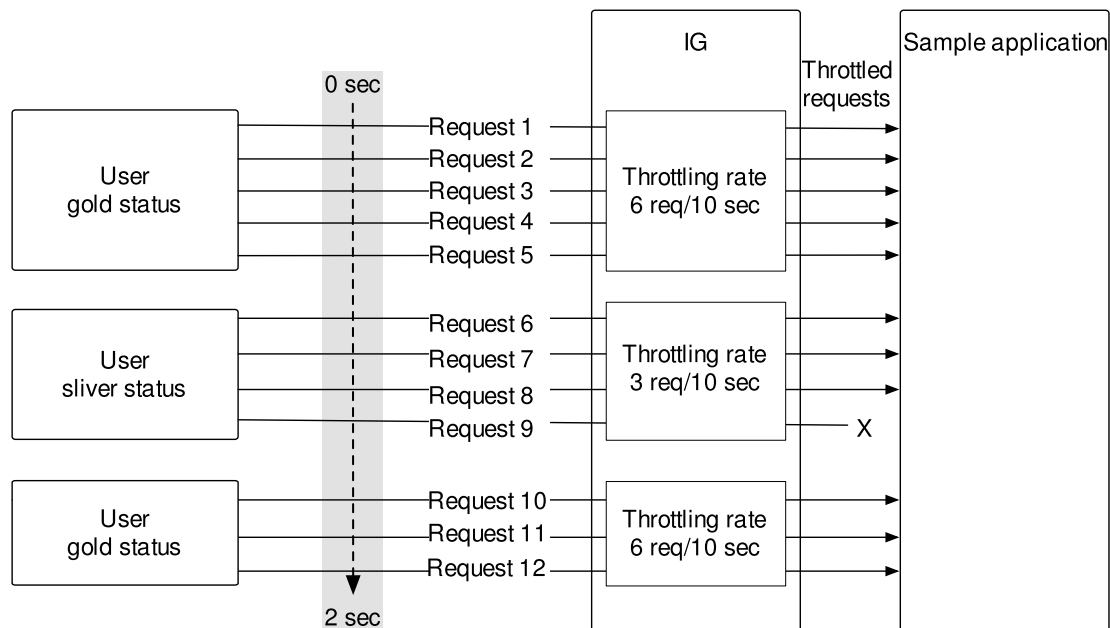 IG
Sample application
Throttled
requests
0 sec
User
gold status
Request 1
Request 2
Request 3
Request 4
Request 5
Throttling rate
6 req/10 sec
User
sliver status
Request 6
Request 7
Request 8
Request 9
Throttling rate
3 req/10 sec
X
User
gold status
Request 10
Request 11
Request 12
Throttling rate
6 req/10 sec
2 sec